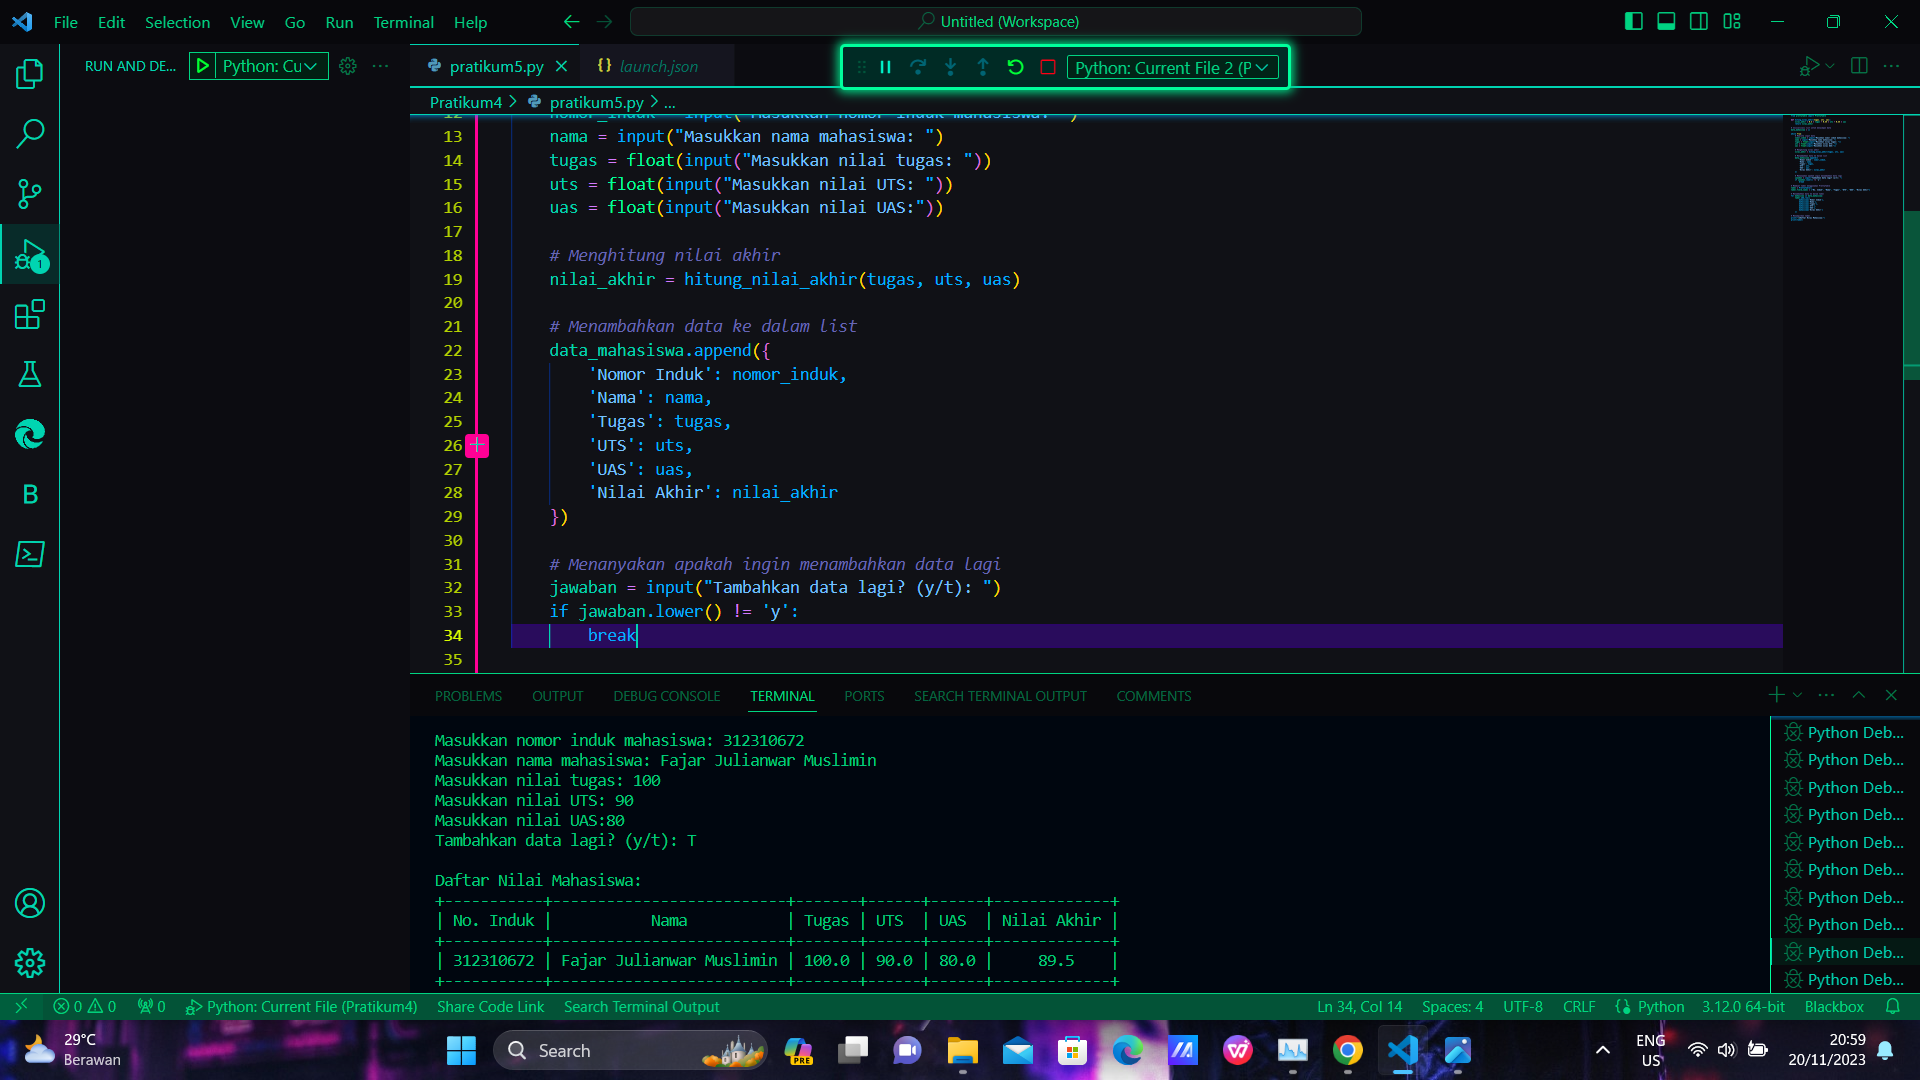 File Edit Selection View Go Run Terminal Help
Untitled (Workspace)
RUN AND DE...
Python: Cu
pratikum5.py
launch.json
Python: Current File 2 (P
Pratikum4 > pratikum5.py > ...
12 nomor_induk = input("Masukkan nomor induk mahasiswa: ")
13 nama = input("Masukkan nama mahasiswa: ")
14 tugas = float(input("Masukkan nilai tugas: "))
15 uts = float(input("Masukkan nilai UTS: "))
16 uas = float(input("Masukkan nilai UAS:"))
17
18 # Menghitung nilai akhir
19 nilai_akhir = hitung_nilai_akhir(tugas, uts, uas)
20
21 # Menambahkan data ke dalam list
22 data_mahasiswa.append({
23 'Nomor Induk': nomor_induk,
24 'Nama': nama,
25 'Tugas': tugas,
26 'UTS': uts,
27 'UAS': uas,
28 'Nilai Akhir': nilai_akhir
29 })
30
31 # Menanyakan apakah ingin menambahkan data lagi
32 jawaban = input("Tambahkan data lagi? (y/t): ")
33 if jawaban.lower() != 'y':
34 break
35
PROBLEMS OUTPUT DEBUG CONSOLE TERMINAL PORTS SEARCH TERMINAL OUTPUT COMMENTS
Masukkan nomor induk mahasiswa: 312310672
Masukkan nama mahasiswa: Fajar Julianwar Muslimin
Masukkan nilai tugas: 100
Masukkan nilai UTS: 90
Masukkan nilai UAS:80
Tambahkan data lagi? (y/t): T
Daftar Nilai Mahasiswa:
+-----------+--------------------------+-------+------+------+-------------+
| No. Induk | Nama | Tugas | UTS | UAS | Nilai Akhir |
+-----------+--------------------------+-------+------+------+-------------+
| 312310672 | Fajar Julianwar Muslimin | 100.0 | 90.0 | 80.0 | 89.5 |
+-----------+--------------------------+-------+------+------+-------------+
Python Deb...
Python Deb...
Python Deb...
Python Deb...
Python Deb...
Python Deb...
Python Deb...
Python Deb...
Python Deb...
Python Deb...
0 0 0 Python: Current File (Pratikum4) Share Code Link Search Terminal Output
Ln 34, Col 14 Spaces: 4 UTF-8 CRLF Python 3.12.0 64-bit Blackbox
29°C
Berawan
Search
PRE
ENG
US
20:59
20/11/2023